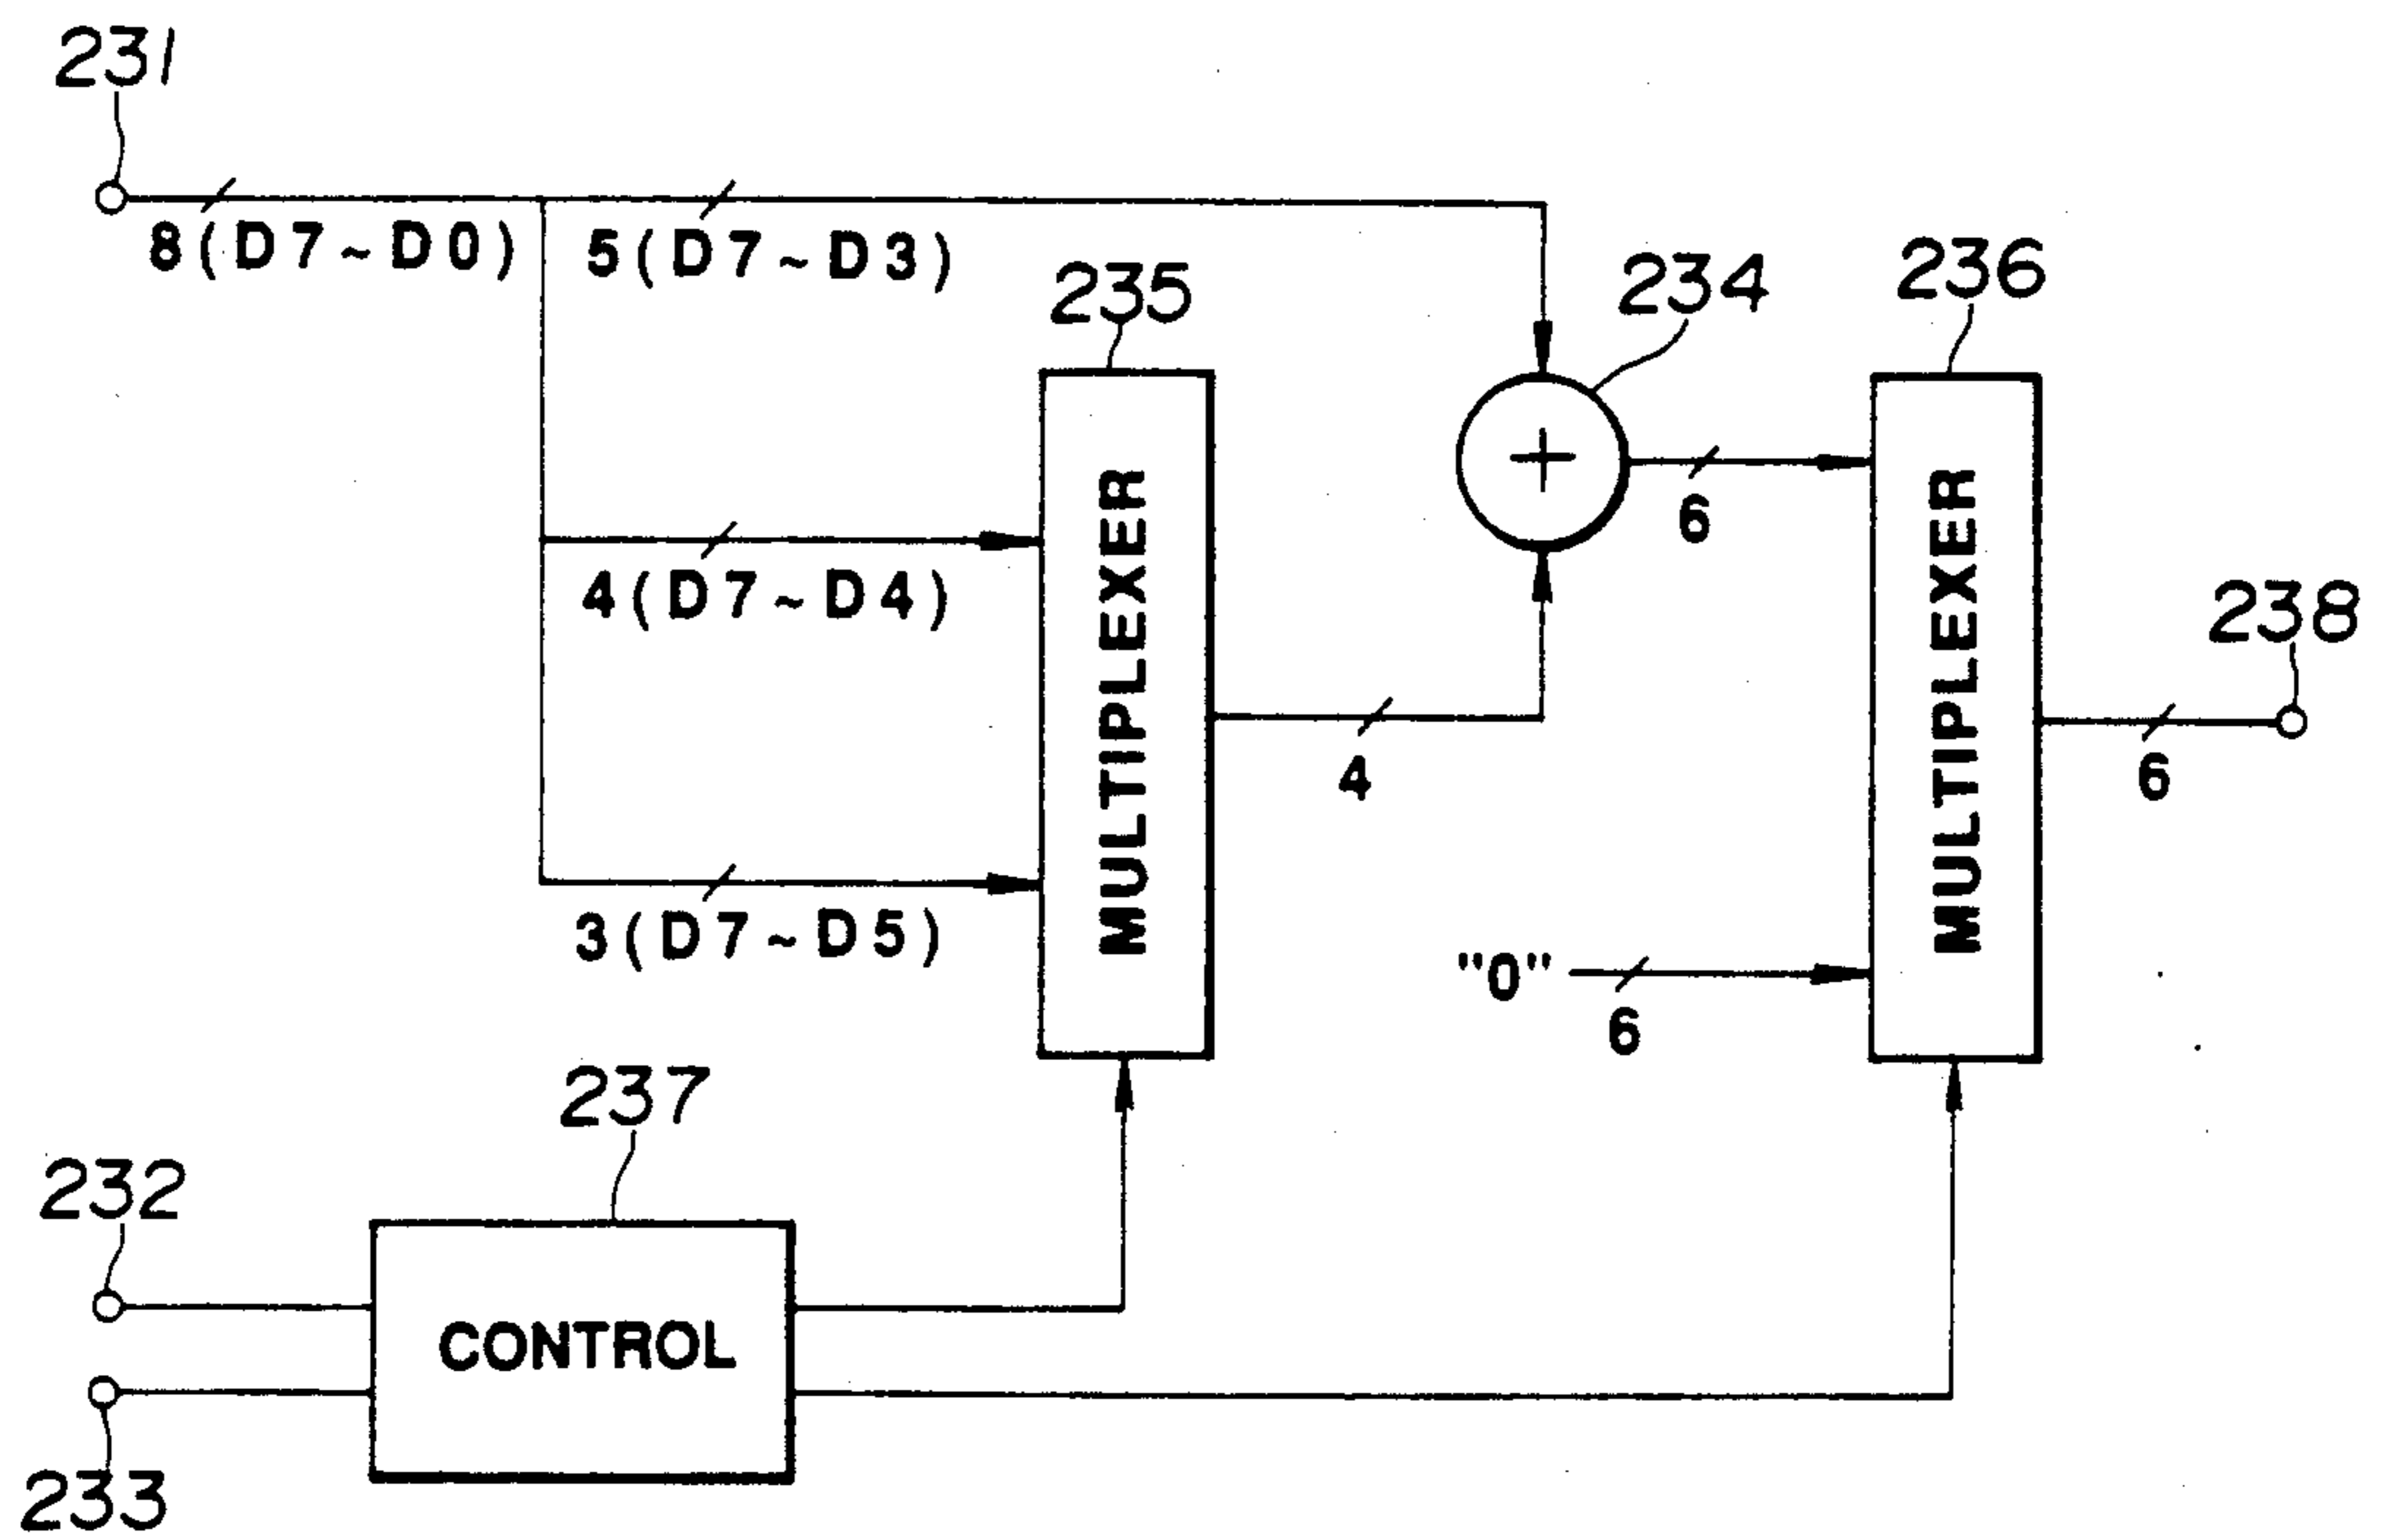 231
8(D7~D0)
5(D7~D3)
235
234
236
4(D7~D4)
MULTIPLEXER
6
MULTIPLEXER
238
4
6
3(D7~D5)
"0"
6
237
232
CONTROL
233